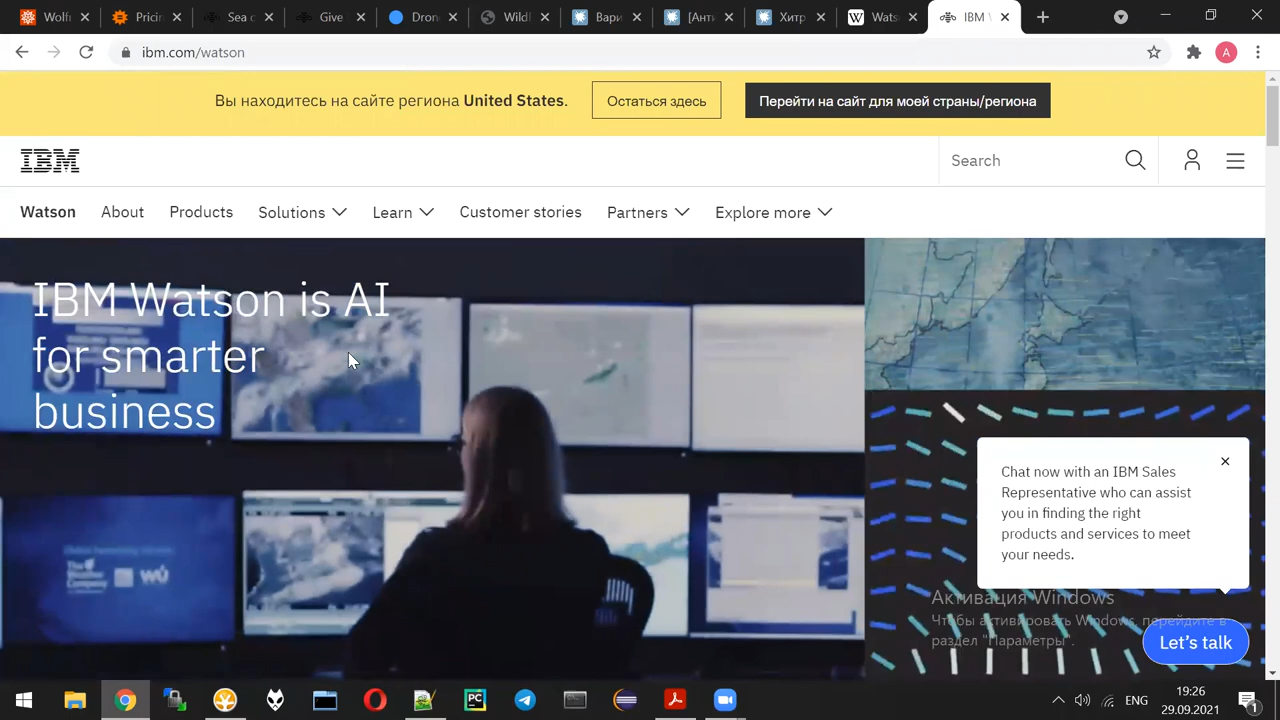 Wolfr
Pricin
Sea c
Give
Drone
Wildl
Вари
[Анти
Хитр
Wats
IBM
ibm.com/watson
A
Вы находитесь на сайте региона United States.
Остаться здесь
Перейти на сайт для моей страны/региона
IBM
Search
Watson About Products Solutions Learn Customer stories Partners Explore more
IBM Watson is AI
for smarter
business
Chat now with an IBM Sales
Representative who can assist
you in finding the right
products and services to meet
your needs.
Активация Windows
Чтобы активировать Windows, перейдите в
раздел "Параметры".
Let's talk
ENG
19:26
29.09.2021
1